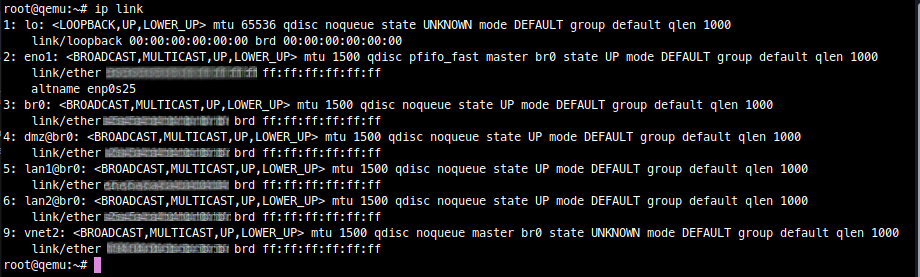 root@qemu:~# ip link
1: lo: <LOOPBACK,UP,LOWER_UP> mtu 65536 qdisc noqueue state UNKNOWN mode DEFAULT group default qlen 1000
link/loopback 00:00:00:00:00:00 brd 00:00:00:00:00:00
2: eno1: <BROADCAST,MULTICAST,UP,LOWER_UP> mtu 1500 qdisc pfifo_fast master br0 state UP mode DEFAULT group default qlen 1000
link/ether ff:ff:ff:ff:ff:ff
altname enp0s25
3: br0: <BROADCAST,MULTICAST,UP,LOWER_UP> mtu 1500 qdisc noqueue state UP mode DEFAULT group default qlen 1000
link/ether brd ff:ff:ff:ff:ff:ff
4: dmz@br0: <BROADCAST,MULTICAST,UP,LOWER_UP> mtu 1500 qdisc noqueue state UP mode DEFAULT group default qlen 1000
link/ether brd ff:ff:ff:ff:ff:ff
5: lan1@br0: <BROADCAST,MULTICAST,UP,LOWER_UP> mtu 1500 qdisc noqueue state UP mode DEFAULT group default qlen 1000
link/ether brd ff:ff:ff:ff:ff:ff
6: lan2@br0: <BROADCAST,MULTICAST,UP,LOWER_UP> mtu 1500 qdisc noqueue state UP mode DEFAULT group default qlen 1000
link/ether brd ff:ff:ff:ff:ff:ff
9: vnet2: <BROADCAST,MULTICAST,UP,LOWER_UP> mtu 1500 qdisc noqueue master br0 state UNKNOWN mode DEFAULT group default qlen 1000
link/ether brd ff:ff:ff:ff:ff:ff
root@qemu:~#